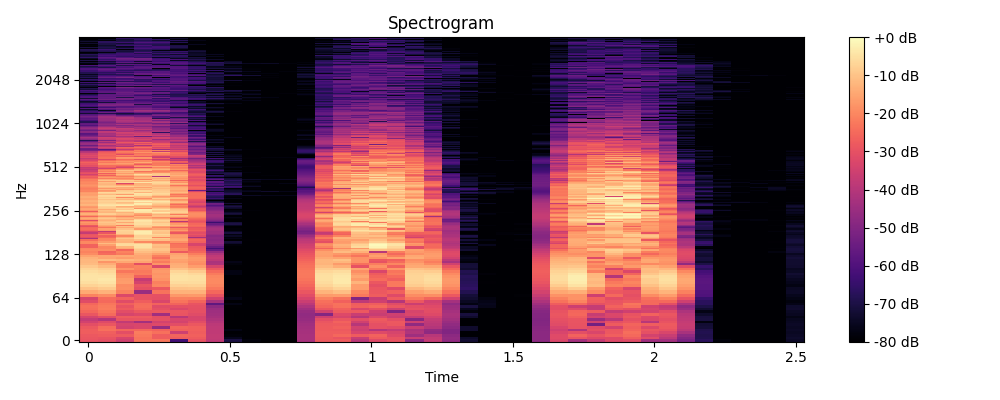 Spectrogram
Hz
2048
1024
512
256
128
64
0
0 0.5 1 1.5 2 2.5
Time
+0 dB
-10 dB
-20 dB
-30 dB
-40 dB
-50 dB
-60 dB
-70 dB
-80 dB